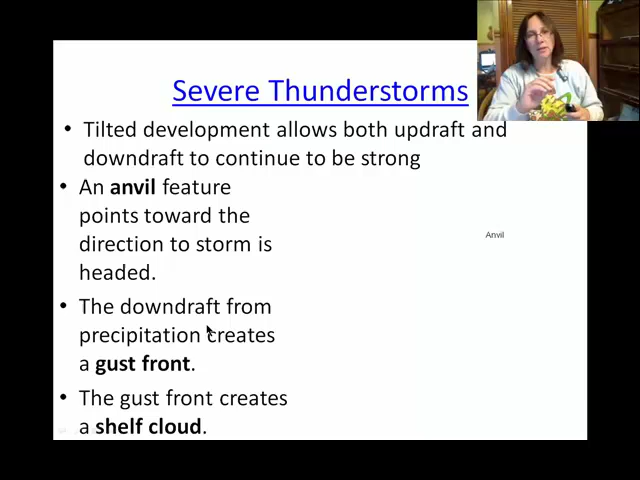 Severe Thunderstorms
• Tilted development allows both updraft and
downdraft to continue to be strong
• An anvil feature
points toward the
direction to storm is
headed.
Anvil
• The downdraft from
precipitation creates
a gust front.
• The gust front creates
a shelf cloud.